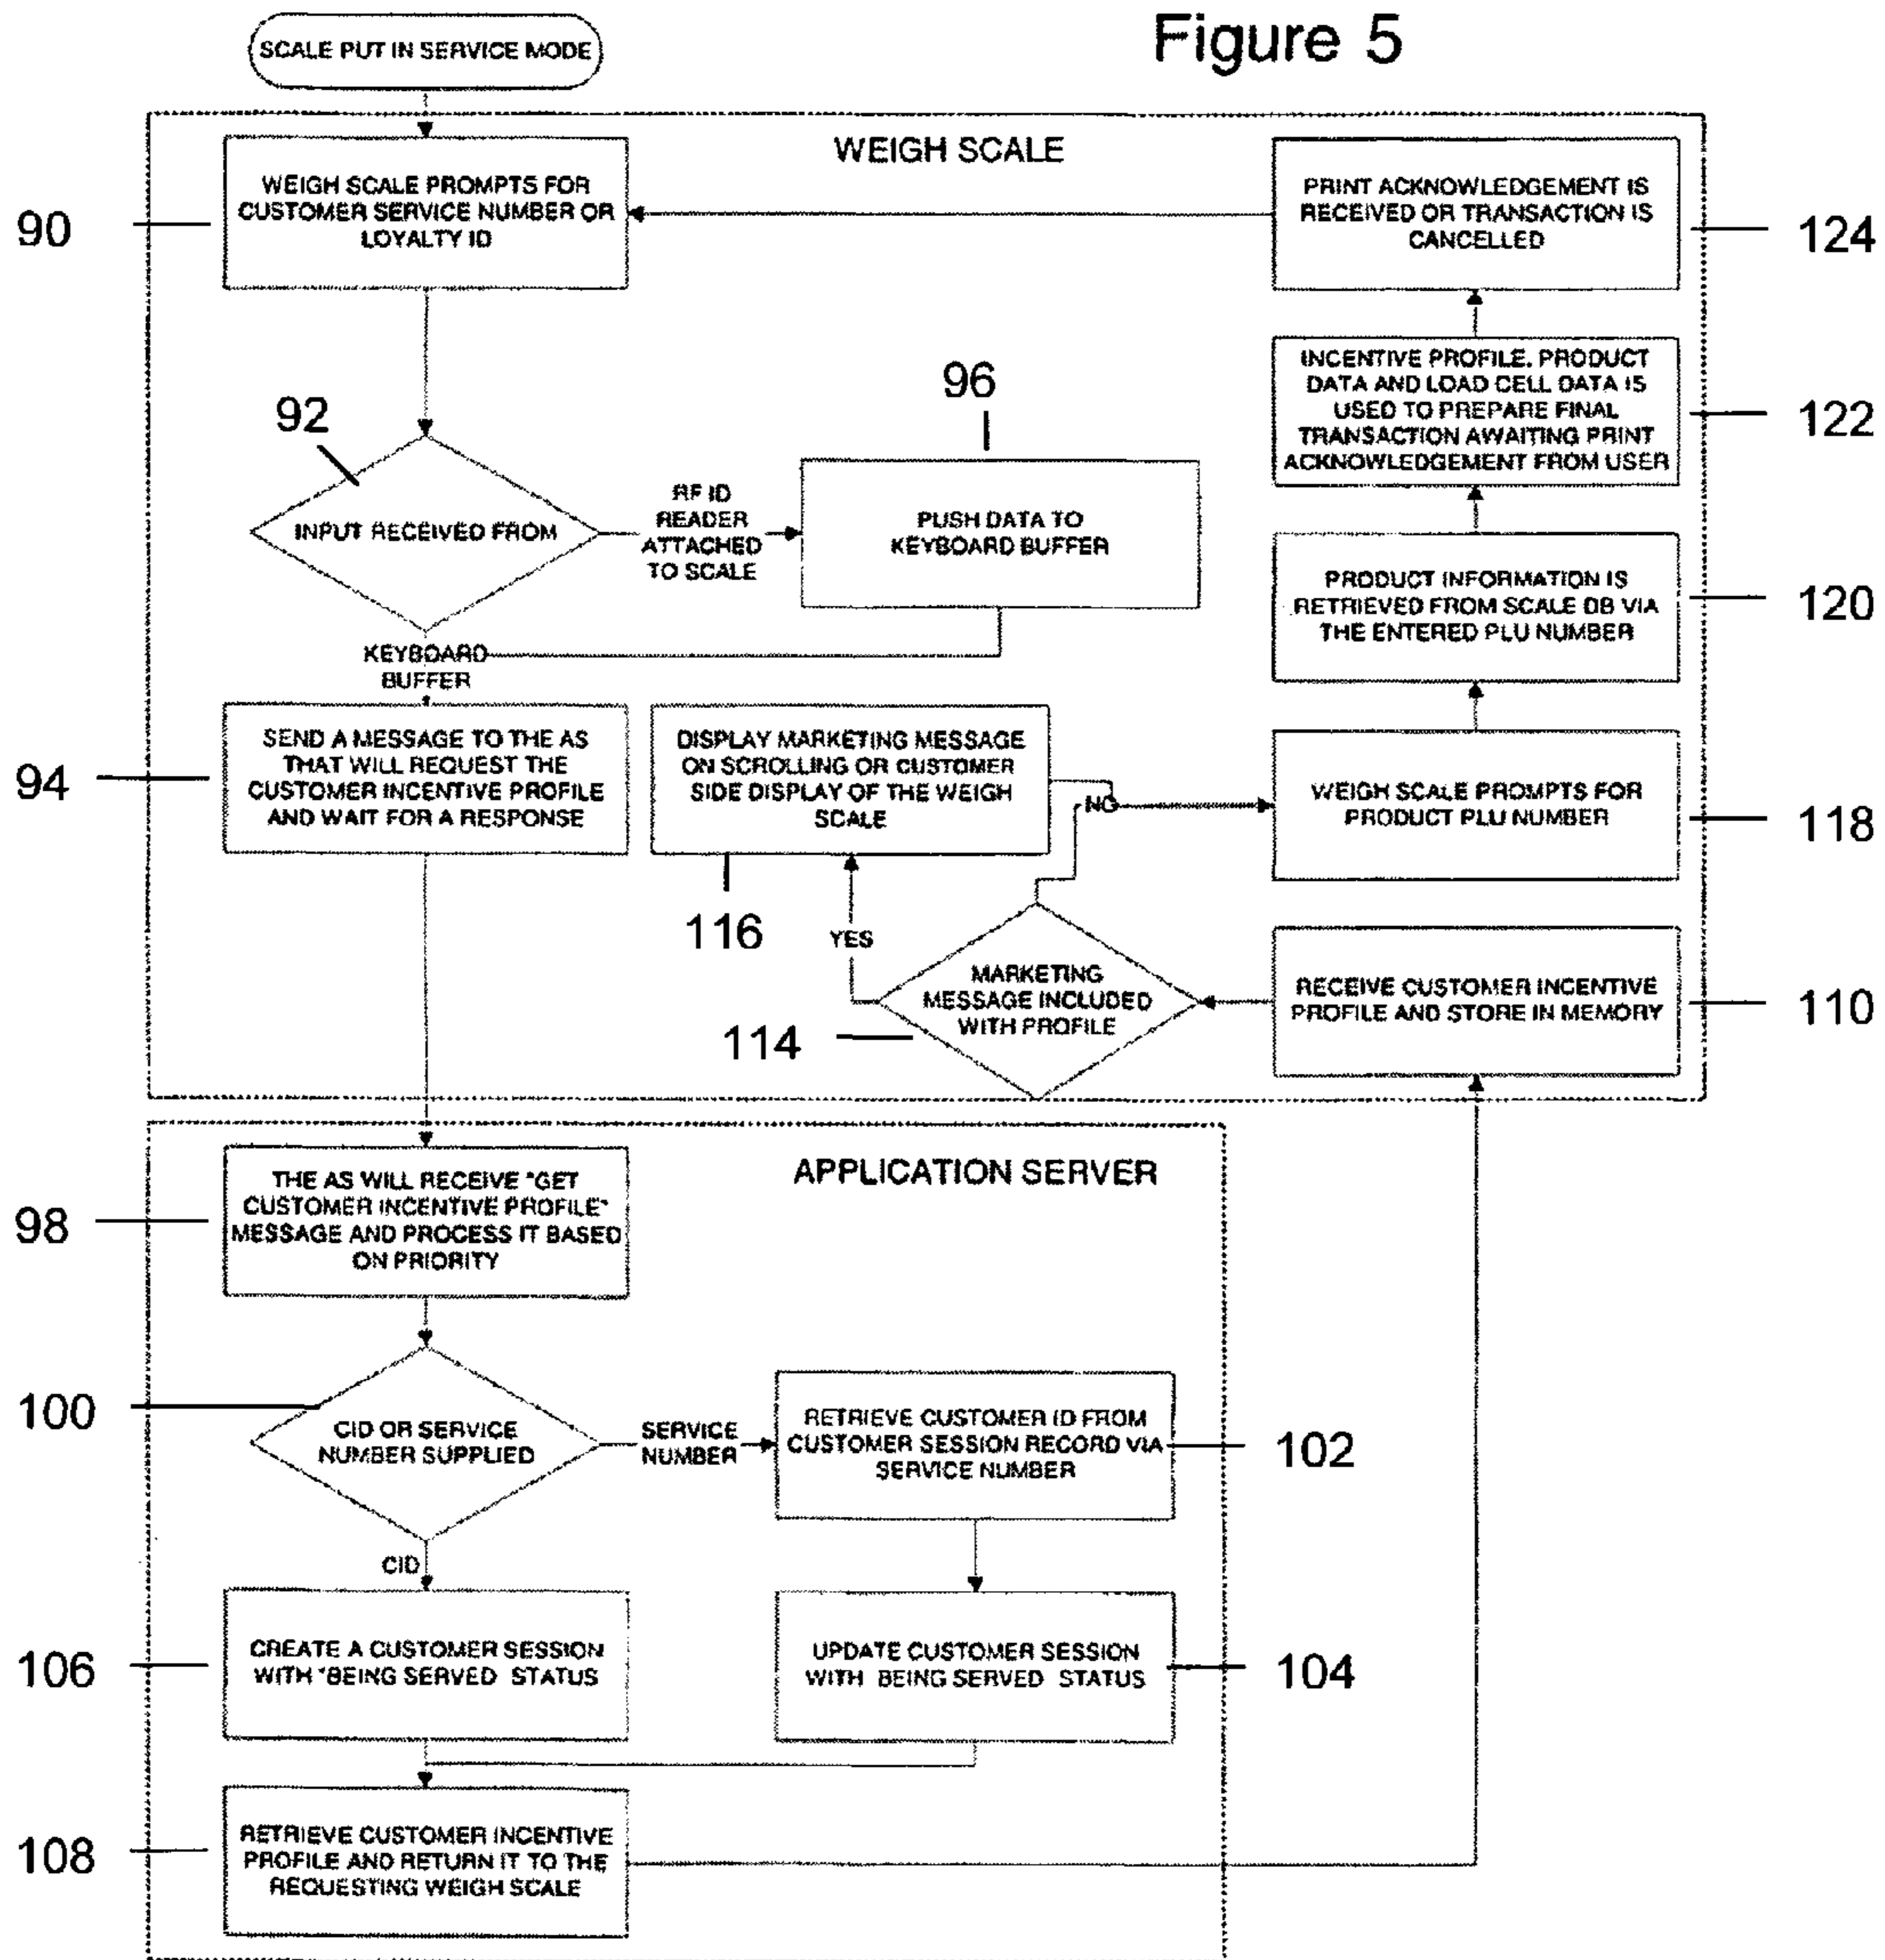 Figure 5
SCALE PUT IN SERVICE MODE
WEIGH SCALE
WEIGH SCALE PROMPTS FOR
CUSTOMER SERVICE NUMBER OR
LOYALTY ID
90
PRINT ACKNOWLEDGEMENT IS
RECEIVED OR TRANSACTION IS
CANCELLED
124
INCENTIVE PROFILE. PRODUCT
DATA AND LOAD CELL DATA IS
USED TO PREPARE FINAL
TRANSACTION AWAITING PRINT
ACKNOWLEDGEMENT FROM USER
122
92
INPUT RECEIVED FROM
RF ID
READER
ATTACHED
TO SCALE
96
PUSH DATA TO
KEYBOARD BUFFER
PRODUCT INFORMATION IS
RETRIEVED FROM SCALE DB VIA
THE ENTERED PLU NUMBER
120
KEYBOARD
BUFFER
94
SEND A MESSAGE TO THE AS
THAT WILL REQUEST THE
CUSTOMER INCENTIVE PROFILE
AND WAIT FOR A RESPONSE
DISPLAY MARKETING MESSAGE
ON SCROLLING OR CUSTOMER
SIDE DISPLAY OF THE WEIGH
SCALE
116
NO
WEIGH SCALE PROMPTS FOR
PRODUCT PLU NUMBER
118
YES
MARKETING
MESSAGE INCLUDED
WITH PROFILE
114
RECEIVE CUSTOMER INCENTIVE
PROFILE AND STORE IN MEMORY
110
APPLICATION SERVER
98
THE AS WILL RECEIVE "GET
CUSTOMER INCENTIVE PROFILE"
MESSAGE AND PROCESS IT BASED
ON PRIORITY
100
CID OR SERVICE
NUMBER SUPPLIED
SERVICE
NUMBER
RETRIEVE CUSTOMER ID FROM
CUSTOMER SESSION RECORD VIA
SERVICE NUMBER
102
CID
106
CREATE A CUSTOMER SESSION
WITH "BEING SERVED STATUS
UPDATE CUSTOMER SESSION
WITH BEING SERVED STATUS
104
108
RETRIEVE CUSTOMER INCENTIVE
PROFILE AND RETURN IT TO THE
REQUESTING WEIGH SCALE